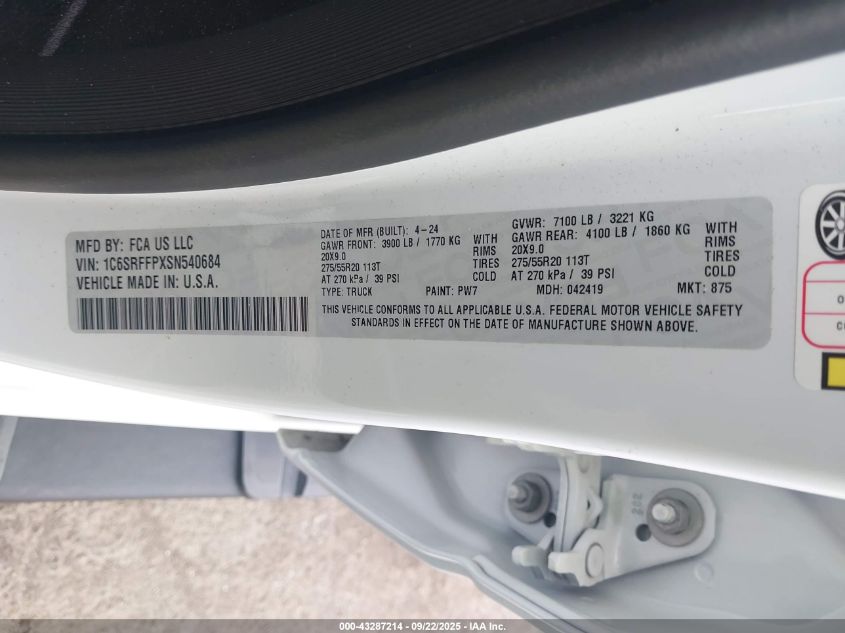 MFD BY: FCA US LLC
VIN: 1C6SRFFPXSN540684
VEHICLE MADE IN U.S.A.
DATE OF MFR (BUILT): 4-24
GAWR FRONT: 3900 LB / 1770 KG WITH
20X9.0 RIMS
275/55R20 113T TIRES
AT 270 kPa / 39 PSI COLD
TYPE: TRUCK PAINT: PW7
GVWR: 7100 LB / 3221 KG
GAWR REAR: 4100 LB / 1860 KG WITH
20X9.0 RIMS
275/55R20 113T TIRES
AT 270 kPa / 39 PSI COLD
MDH: 042419 MKT: 875
THIS VEHICLE CONFORMS TO ALL APPLICABLE U.S.A. FEDERAL MOTOR VEHICLE SAFETY
STANDARDS IN EFFECT ON THE DATE OF MANUFACTURE SHOWN ABOVE.
000-43287214 - 09/22/2025 - IAA Inc.